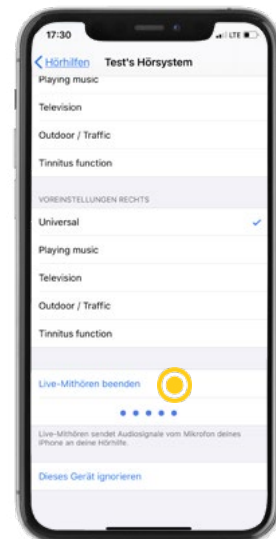 17:30
LTE
Hörhilfen Test's Hörsystem
Playing music
Television
Outdoor / Traffic
Tinnitus function
VOREINSTELLUNGEN RECHTS
Universal
Playing music
Television
Outdoor / Traffic
Tinnitus function
Live-Mithören beenden
Live-Mithören sendet Audiosignale vom Mikrofon deines
iPhone an deine Hörhilfe.
Dieses Gerät ignorieren